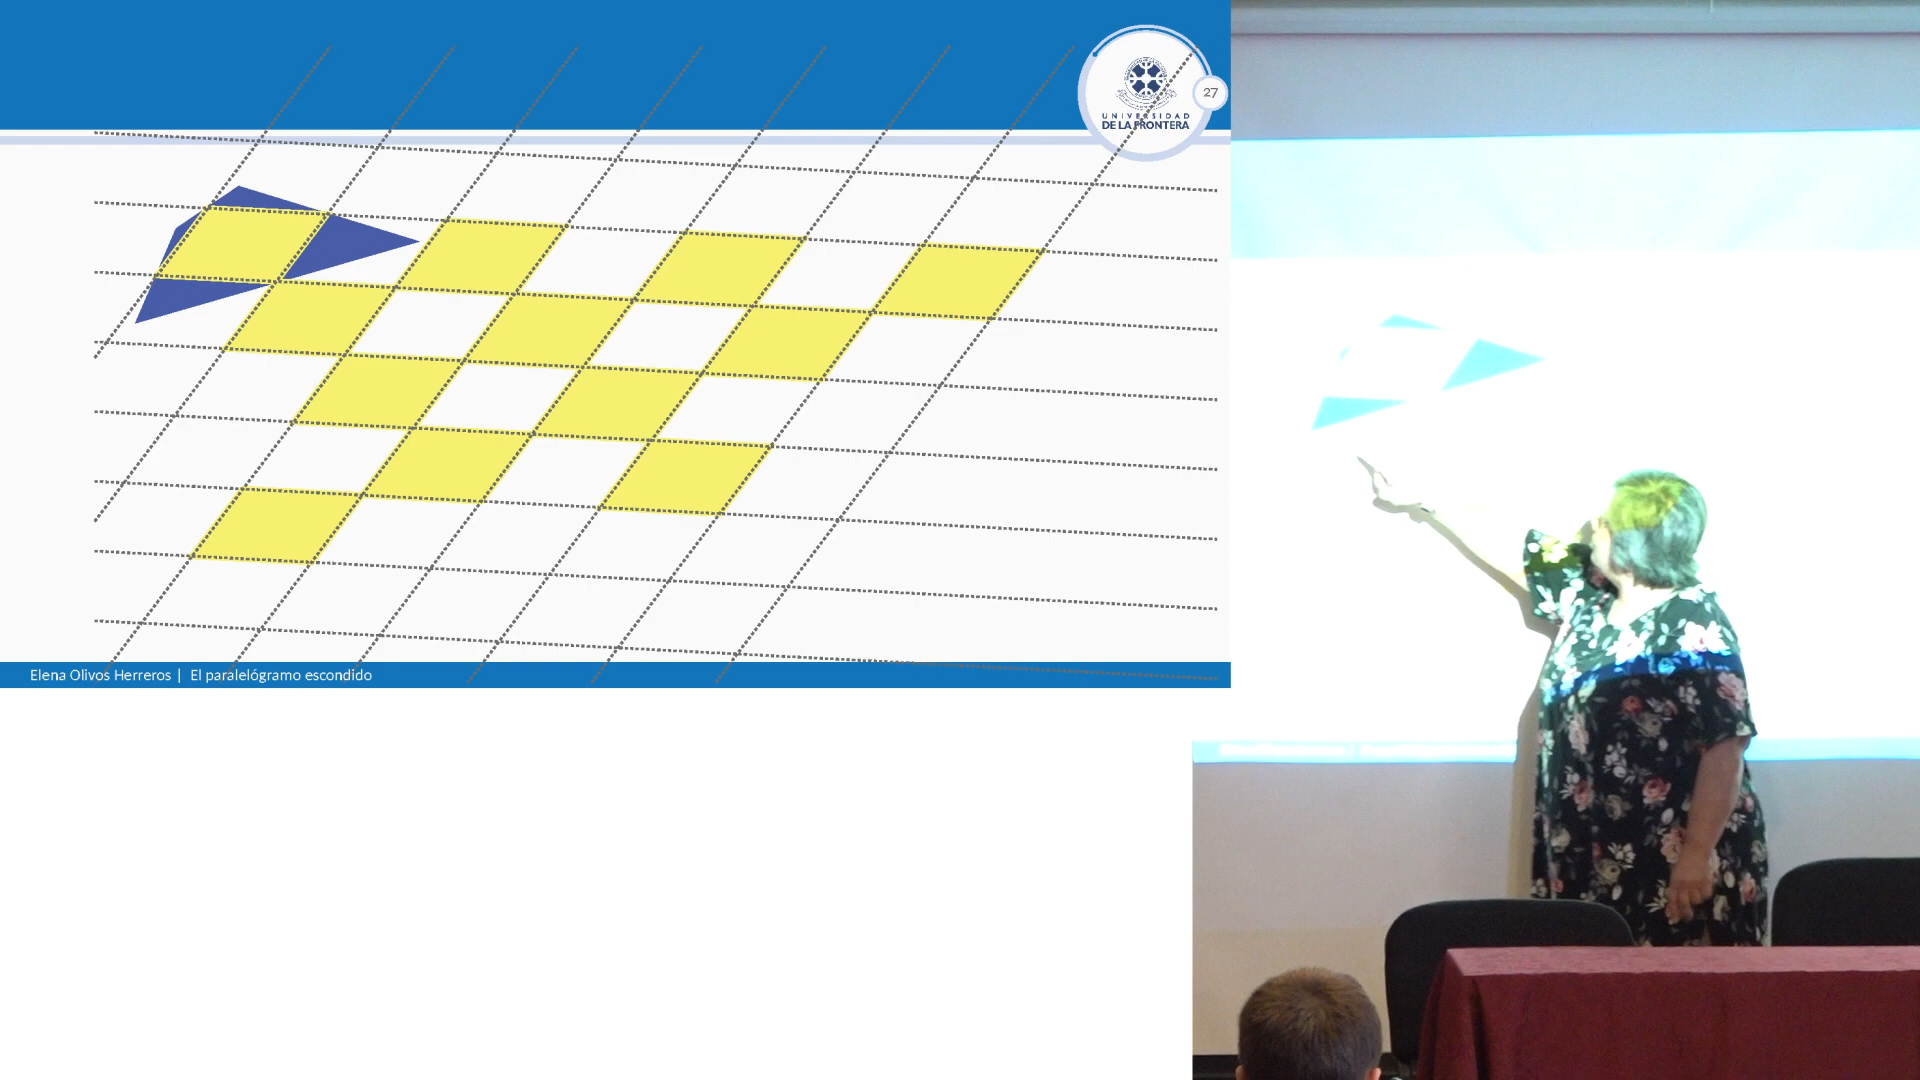 27
UNIVERSIDAD
DE LA FRONTERA
Elena Olivos Herreros | El paralelógramo escondido